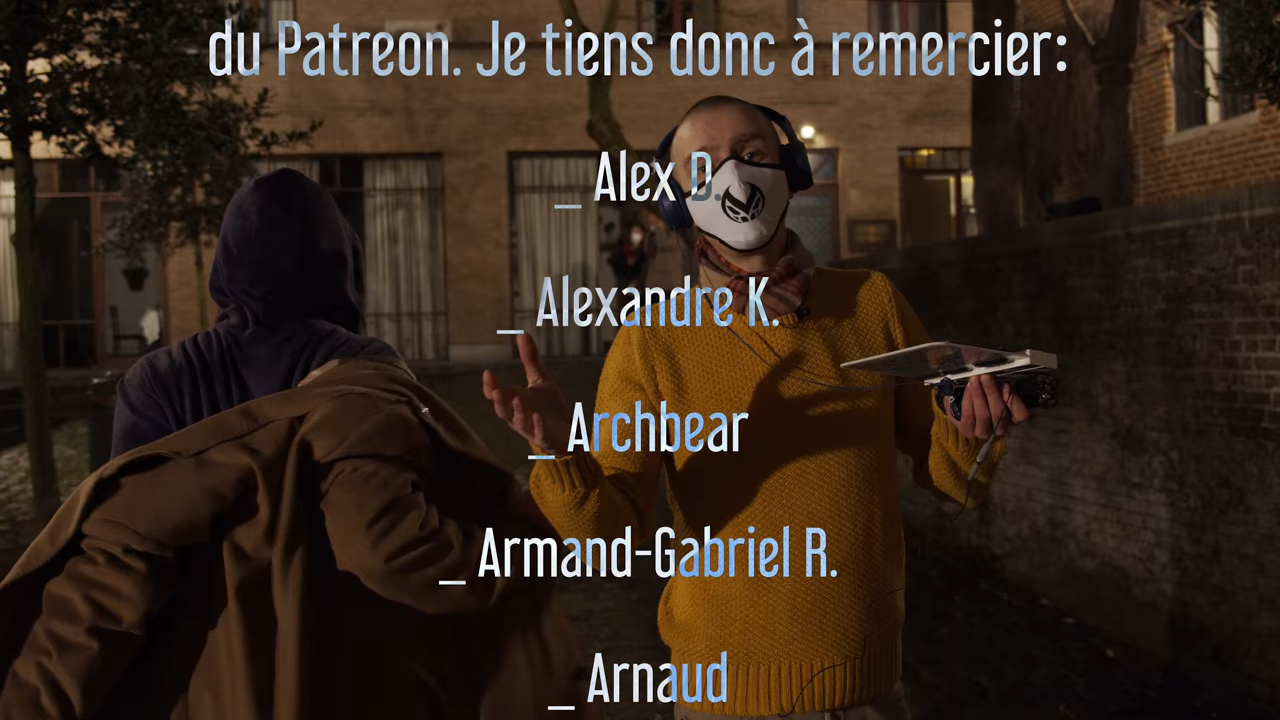 du Patreon. Je tiens donc à remercier:
_ Alex D.
_ Alexandre K.
_ Archbear
_ Armand-Gabriel R.
_ Arnaud